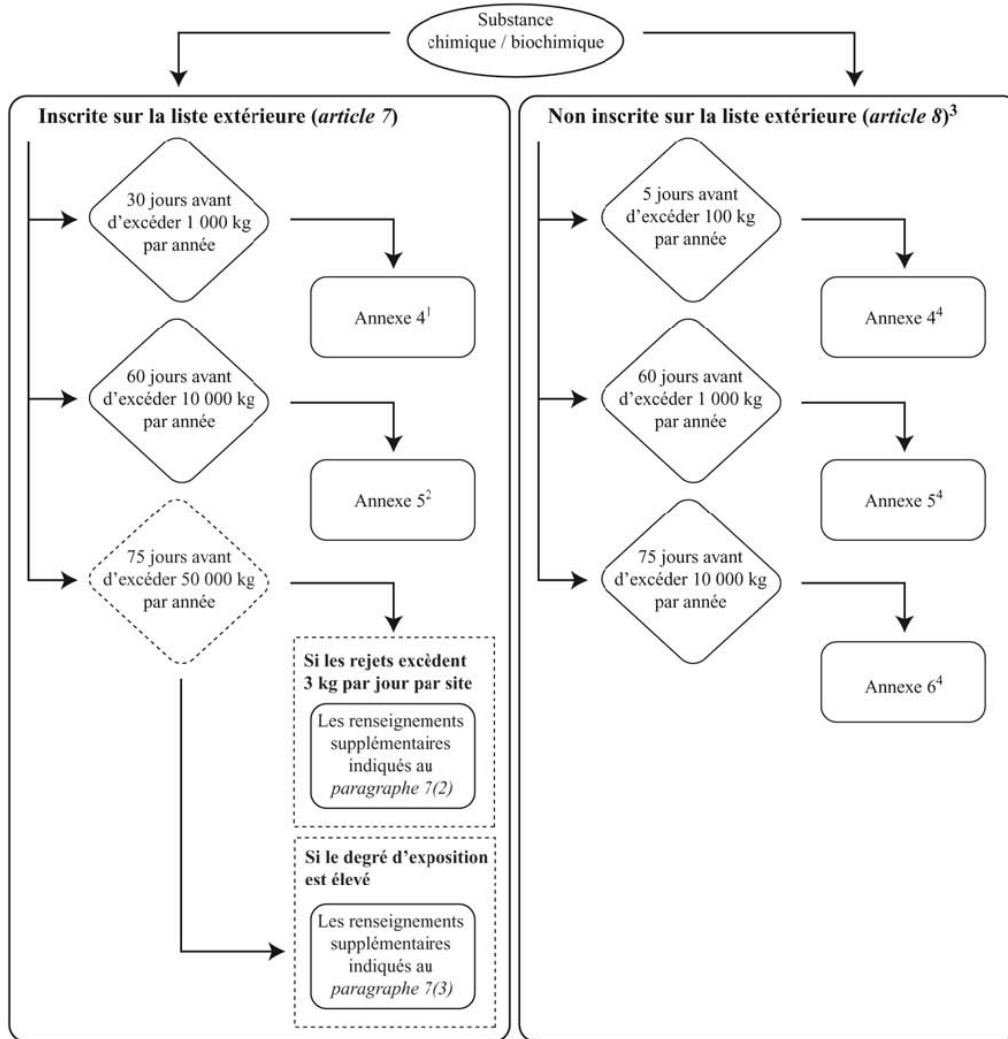 Substance
chimique / biochimique
Inscrite sur la liste extérieure (article 7)
30 jours avant
d'excéder 1 000 kg
par année
Annexe 4¹
60 jours avant
d'excéder 10 000 kg
par année
Annexe 5²
75 jours avant
d'excéder 50 000 kg
par année
Si les rejets excèdent
3 kg par jour par site
Les renseignements
supplémentaires
indiqués au
paragraphe 7(2)
Si le degré d'exposition
est élevé
Les renseignements
supplémentaires
indiqués au
paragraphe 7(3)
Non inscrite sur la liste extérieure (article 8)³
5 jours avant
d'excéder 100 kg
par année
Annexe 4⁴
60 jours avant
d'excéder 1 000 kg
par année
Annexe 5⁴
75 jours avant
d'excéder 10 000 kg
par année
Annexe 6⁴